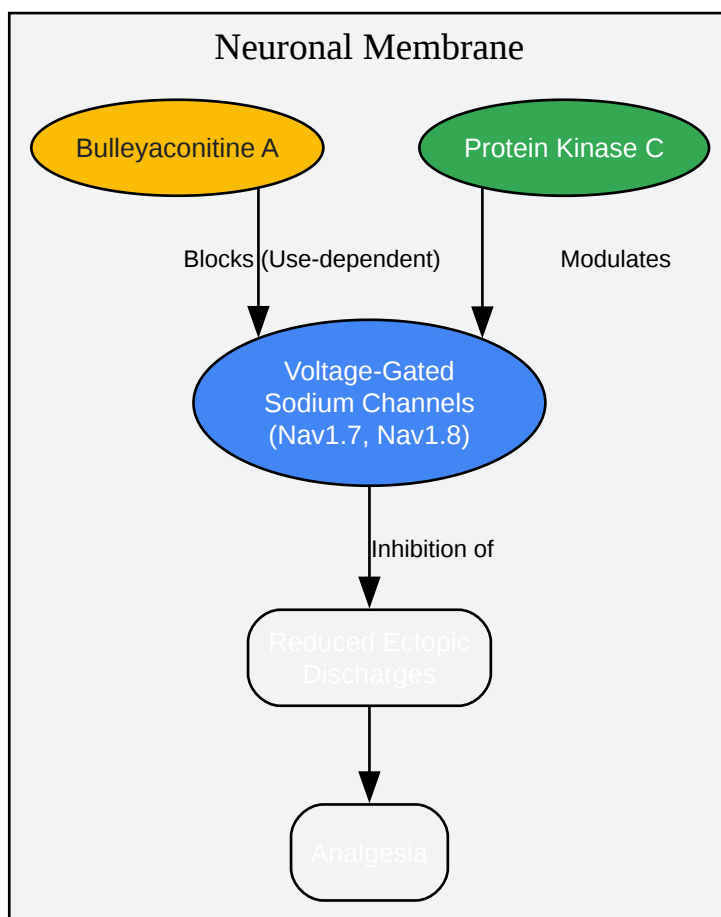 Neuronal Membrane
Bulleyaconitine A
Protein Kinase C
Blocks (Use-dependent)
Modulates
Voltage-Gated
Sodium Channels
(Nav1.7, Nav1.8)
Inhibition of
Reduced Ectopic
Discharges
Analgesia